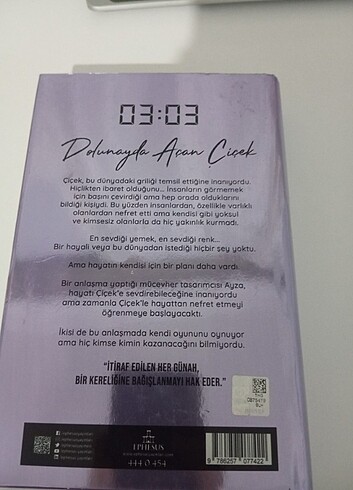 03:03
Dolunayda Açan Çiçek
Çiçek, bu dünyadaki griliği temsil ettiğine inanıyordu.
Hiçlikten ibaret olduğunu... İnsanların görmemek
için başını çevirdiği ama hep orada olduklarını
bildiği kişiydi. Bu yüzden insanlardan, özellikle varlıklı
olanlardan nefret etti ama kendisi gibi yoksul
ve kimsesiz olanlarla da hiç yakınlık kurmadı.
En sevdiği yemek, en sevdiği renk...
Bir hayali veya bu dünyadan istediği hiçbir şey yoktu.
Ama hayatın kendisi için bir planı daha vardı.
Bir anlaşma yaptığı mücevher tasarımcısı Ayza,
hayatı Çiçek'e sevdirebileceğine inanıyordu
ama zamanla Çiçek'le hayattan nefret etmeyi
öğrenmeye başlayacaktı.
İkisi de bu anlaşmada kendi oyununu oynuyor
ama hiç kimse kimin kazanacağını bilmiyordu.
"İTİRAF EDİLEN HER GÜNAH,
BİR KERELİĞİNE BAĞIŞLANMAYI HAK EDER."
EPHESUS
444 0 454
9 786257 077422